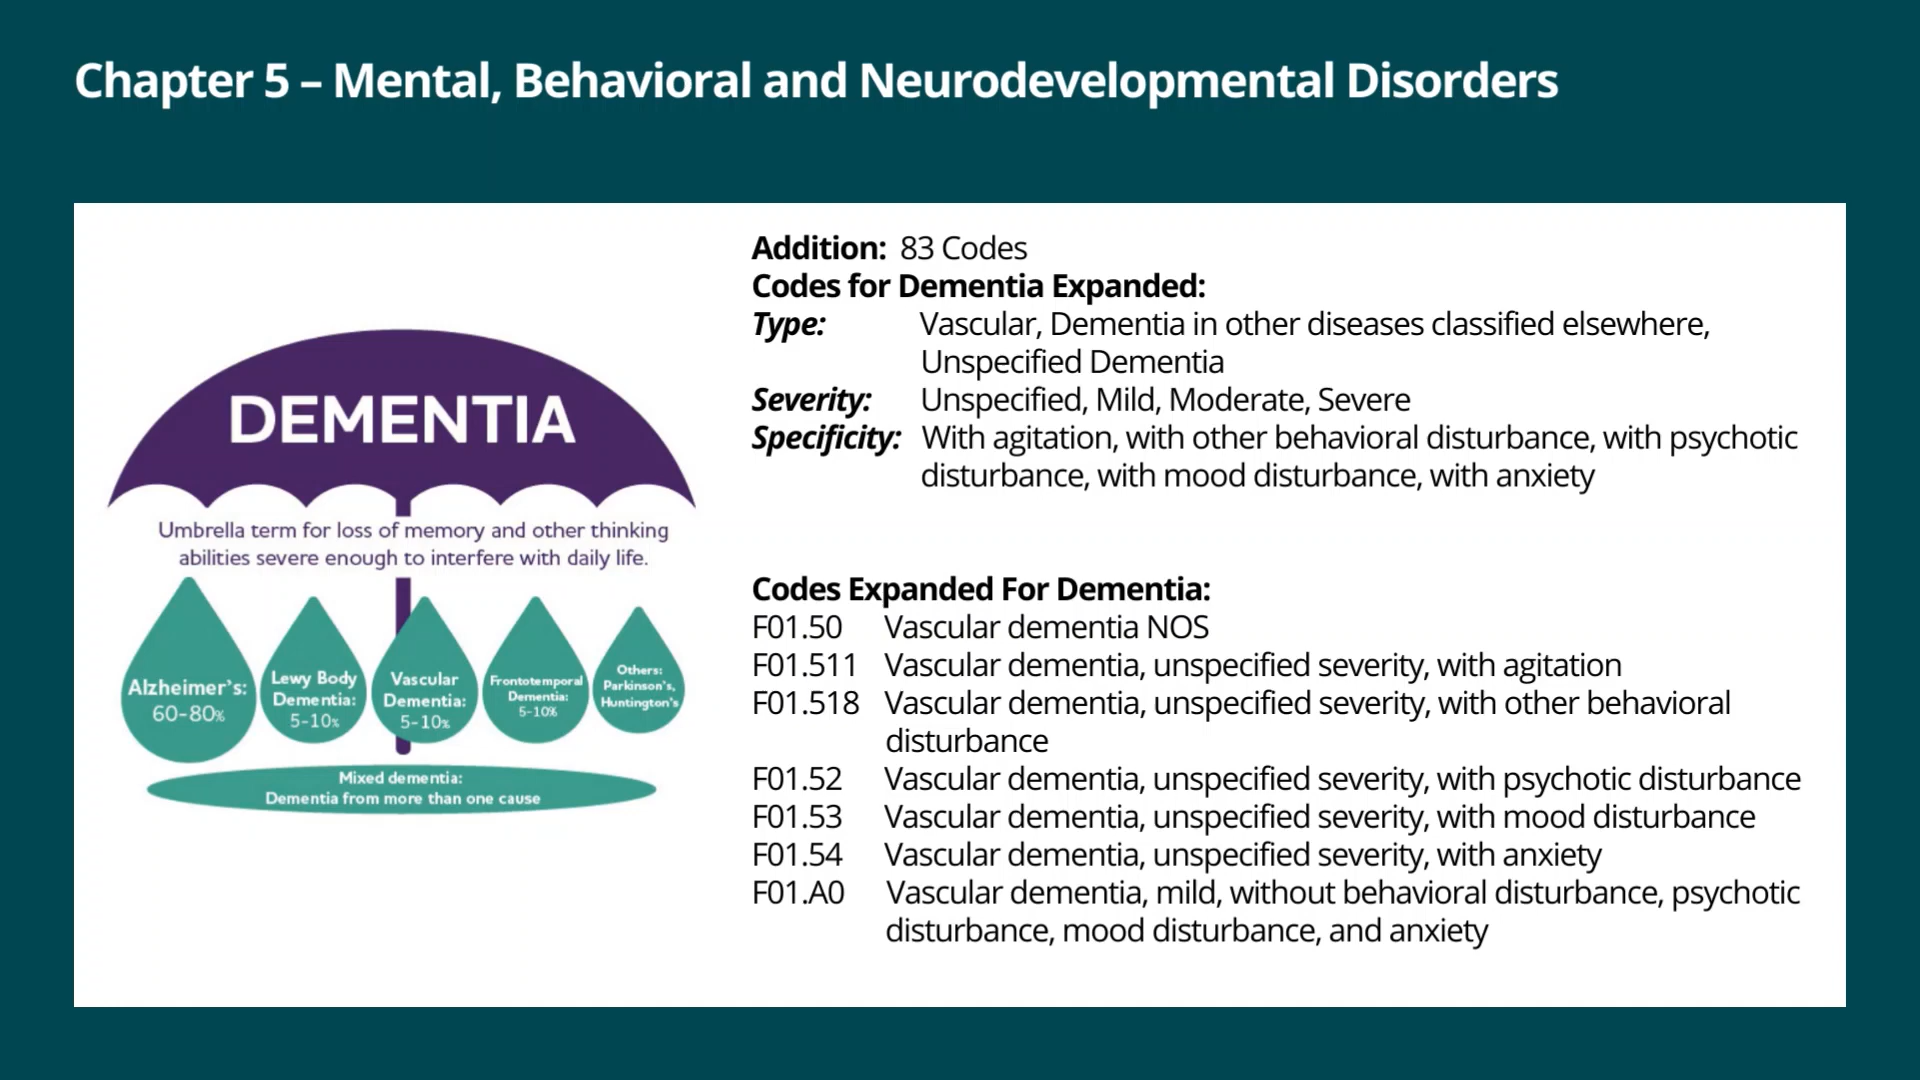 Chapter 5 – Mental, Behavioral and Neurodevelopmental Disorders
DEMENTIA
Umbrella term for loss of memory and other thinking
abilities severe enough to interfere with daily life.
Alzheimer's:
60-80%
Lewy Body
Dementia:
5-10%
Vascular
Dementia:
5-10%
Frontotemporal
Dementia:
5-10%
Others:
Parkinson's,
Huntington's
Mixed dementia:
Dementia from more than one cause
Addition: 83 Codes
Codes for Dementia Expanded:
Type: Vascular, Dementia in other diseases classified elsewhere,
Unspecified Dementia
Severity: Unspecified, Mild, Moderate, Severe
Specificity: With agitation, with other behavioral disturbance, with psychotic
disturbance, with mood disturbance, with anxiety
Codes Expanded For Dementia:
F01.50 Vascular dementia NOS
F01.511 Vascular dementia, unspecified severity, with agitation
F01.518 Vascular dementia, unspecified severity, with other behavioral
disturbance
F01.52 Vascular dementia, unspecified severity, with psychotic disturbance
F01.53 Vascular dementia, unspecified severity, with mood disturbance
F01.54 Vascular dementia, unspecified severity, with anxiety
F01.A0 Vascular dementia, mild, without behavioral disturbance, psychotic
disturbance, mood disturbance, and anxiety